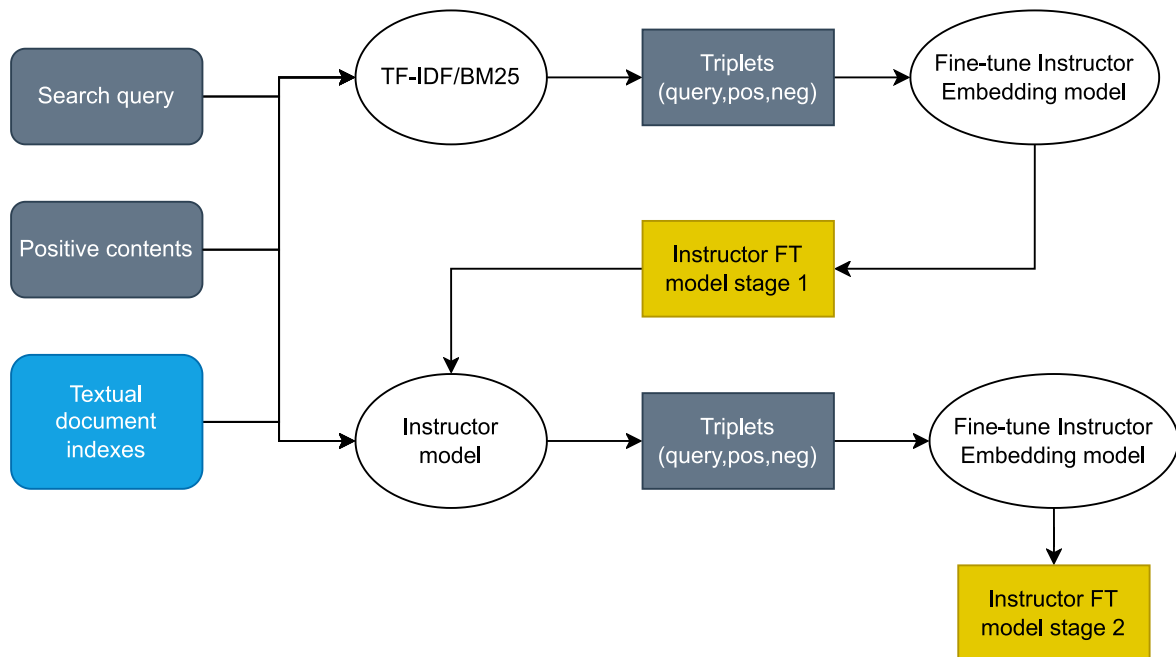 Search query
TF-IDF/BM25
Triplets
(query,pos,neg)
Fine-tune Instructor
Embedding model
Positive contents
Instructor FT
model stage 1
Textual
document
indexes
Instructor
model
Triplets
(query,pos,neg)
Fine-tune Instructor
Embedding model
Instructor FT
model stage 2